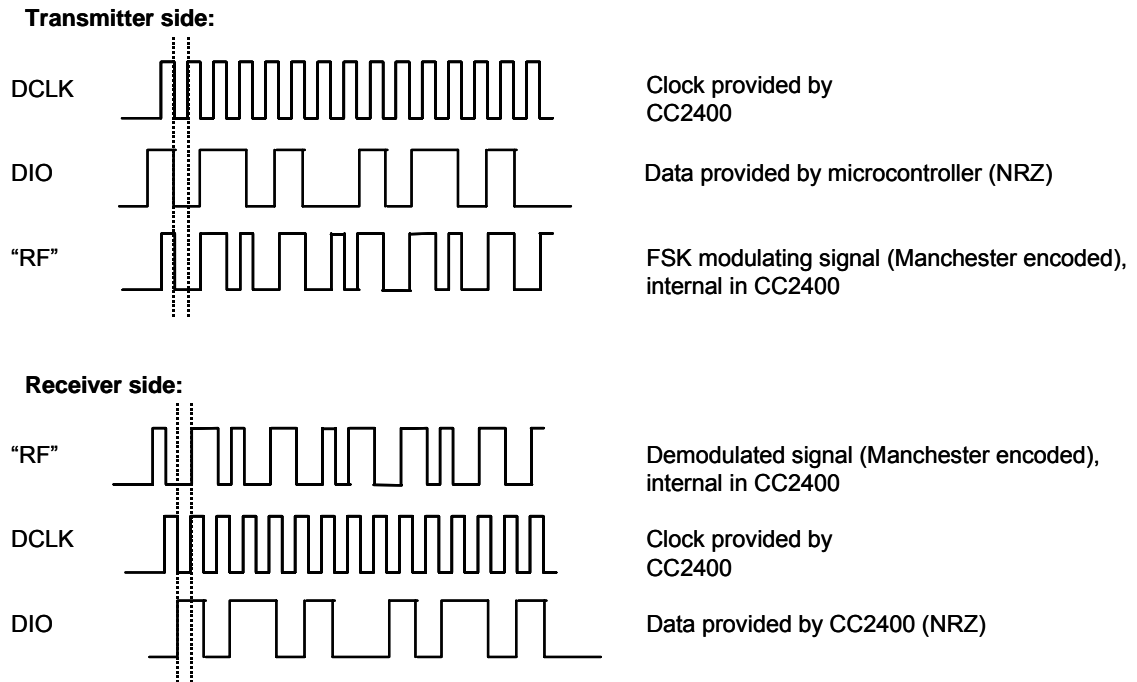 Transmitter side:
DCLK
Clock provided by
CC2400
DIO
Data provided by microcontroller (NRZ)
“RF”
FSK modulating signal (Manchester encoded),
internal in CC2400
Receiver side:
“RF”
Demodulated signal (Manchester encoded),
internal in CC2400
DCLK
Clock provided by
CC2400
DIO
Data provided by CC2400 (NRZ)